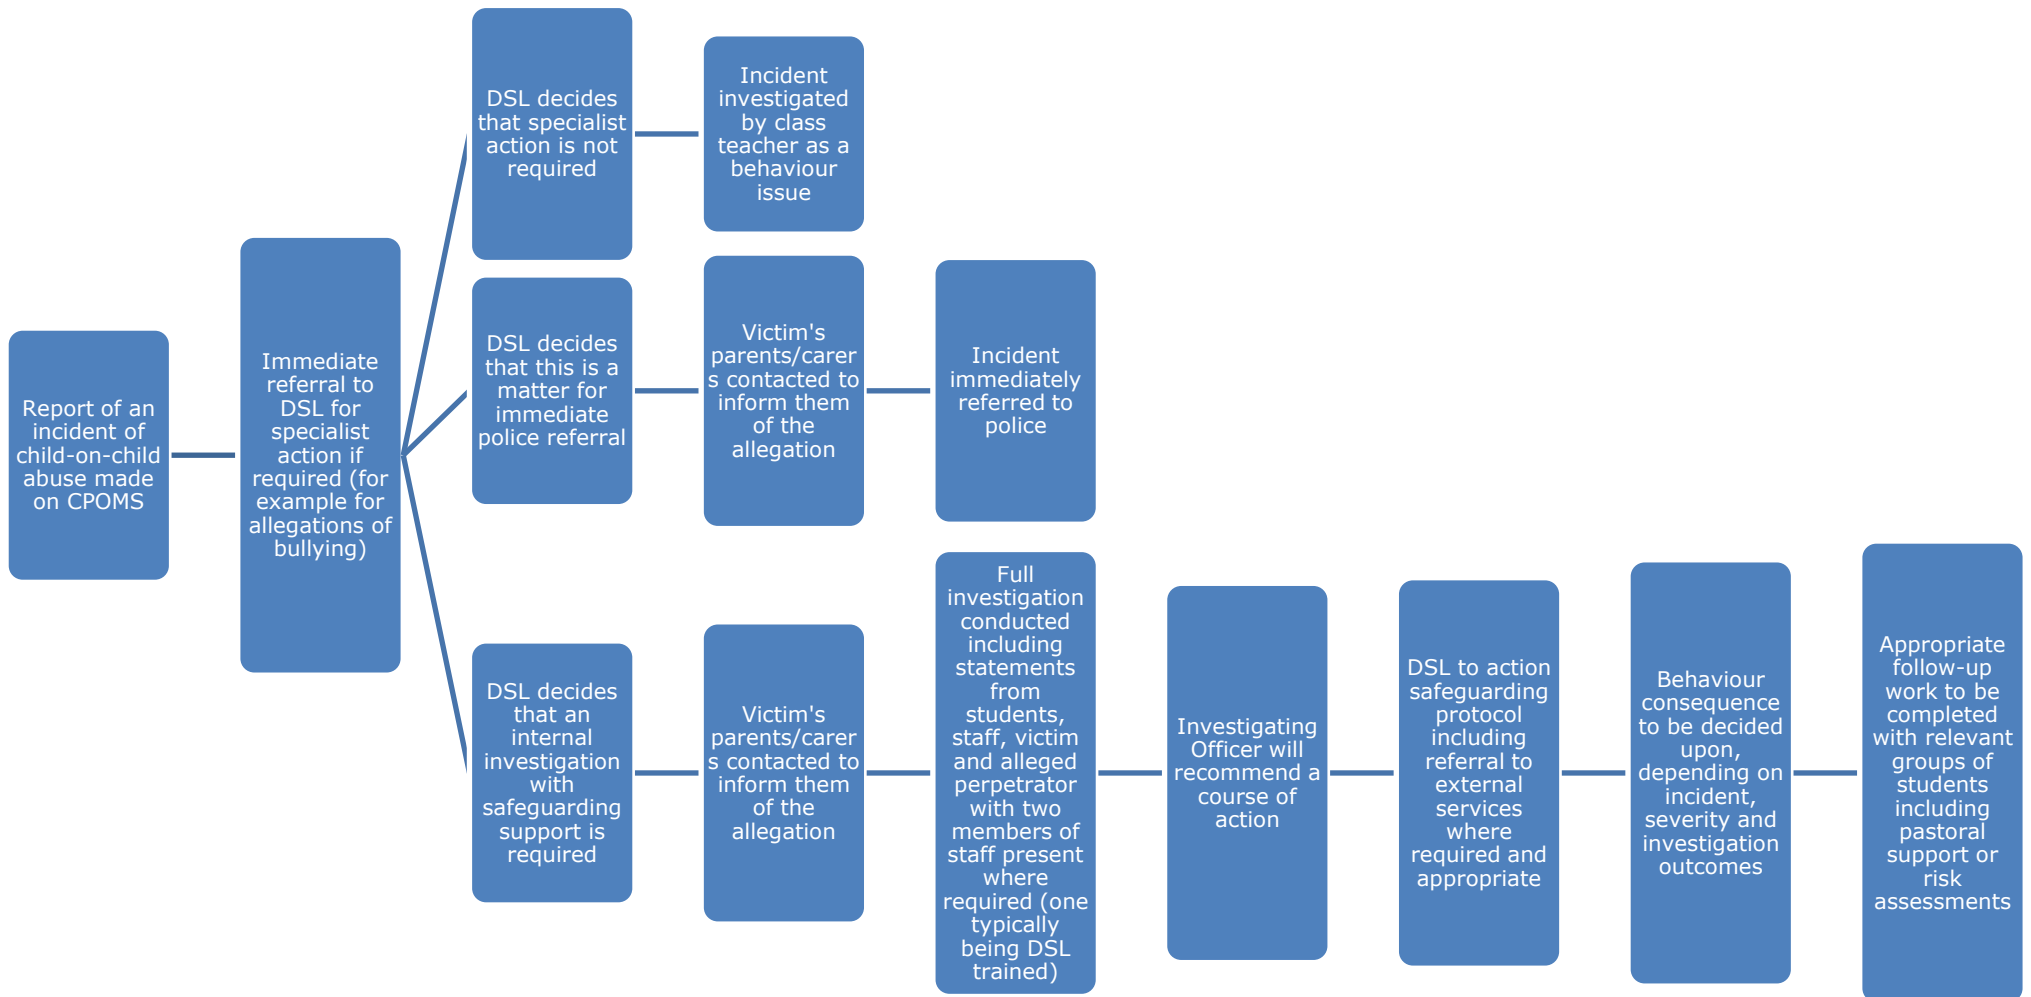 Report of an
incident of
child-on-child
abuse made
on CPOMS
Immediate
referral to
DSL for
specialist
action if
required (for
example for
allegations of
bullying)
DSL decides
that specialist
action is not
required
Incident
investigated
by class
teacher as a
behaviour
issue
DSL decides
that this is a
matter for
immediate
police referral
Victim's
parents/carer
s contacted to
inform them
of the
allegation
Incident
immediately
referred to
police
DSL decides
that an
internal
investigation
with
safeguarding
support is
required
Victim's
parents/carer
s contacted to
inform them
of the
allegation
Full
investigation
conducted
including
statements
from
students,
staff, victim
and alleged
perpetrator
with two
members of
staff present
where
required (one
typically
being DSL
trained)
Investigating
Officer will
recommend a
course of
action
DSL to action
safeguarding
protocol
including
referral to
external
services
where
required and
appropriate
Behaviour
consequence
to be decided
upon,
depending on
incident,
severity and
investigation
outcomes
Appropriate
follow-up
work to be
completed
with relevant
groups of
students
including
pastoral
support or
risk
assessments